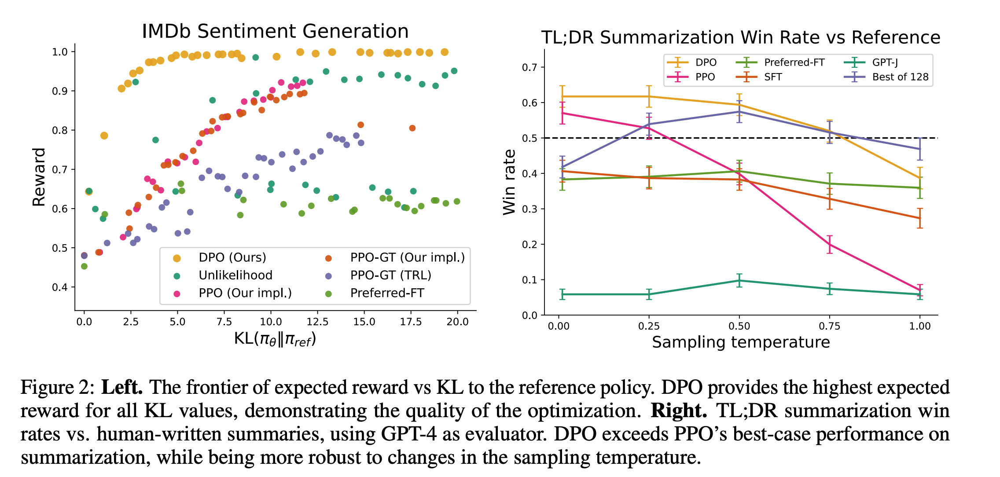 IMDb Sentiment Generation
1.0
0.9
0.8
0.7
0.6
0.5
0.4
Reward
DPO (Ours)
Unlikelihood
PPO (Our impl.)
PPO-GT (Our impl.)
PPO-GT (TRL)
Preferred-FT
0.0 2.5 5.0 7.5 10.0 12.5 15.0 17.5 20.0
KL(πθ‖πref)
TL;DR Summarization Win Rate vs Reference
DPO Preferred-FT GPT-J
PPO SFT Best of 128
0.7
0.6
0.5
0.4
0.3
0.2
0.1
0.0
Win rate
0.00 0.25 0.50 0.75 1.00
Sampling temperature
Figure 2: Left. The frontier of expected reward vs KL to the reference policy. DPO provides the highest expected
reward for all KL values, demonstrating the quality of the optimization. Right. TL;DR summarization win
rates vs. human-written summaries, using GPT-4 as evaluator. DPO exceeds PPO's best-case performance on
summarization, while being more robust to changes in the sampling temperature.